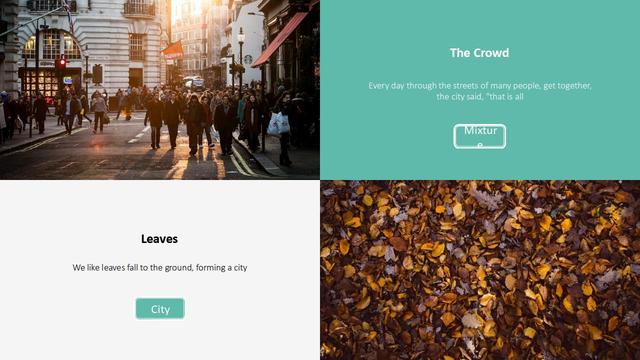 The Crowd
Every day through the streets of many people, get together,
the city said, "that is all
Mixtur
e
Leaves
We like leaves fall to the ground, forming a city
City